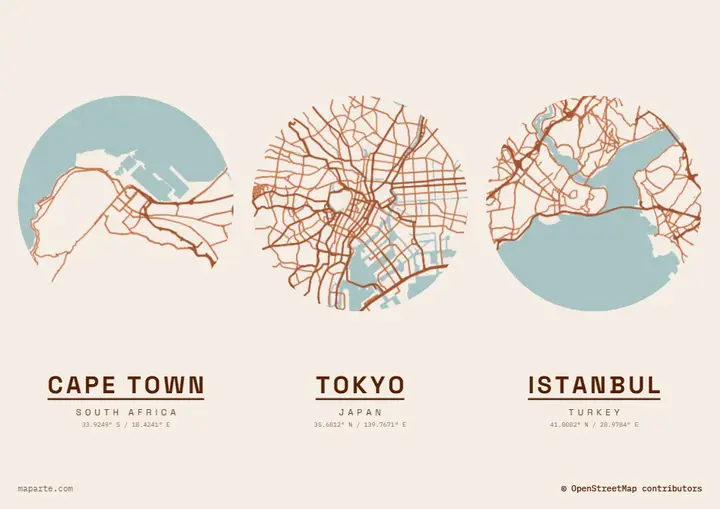 CAPE TOWN
SOUTH AFRICA
33.9249° S / 18.4241° E
TOKYO
JAPAN
35.6812° N / 139.7671° E
ISTANBUL
TURKEY
41.0082° N / 28.9784° E
maparte.com
© OpenStreetMap contributors